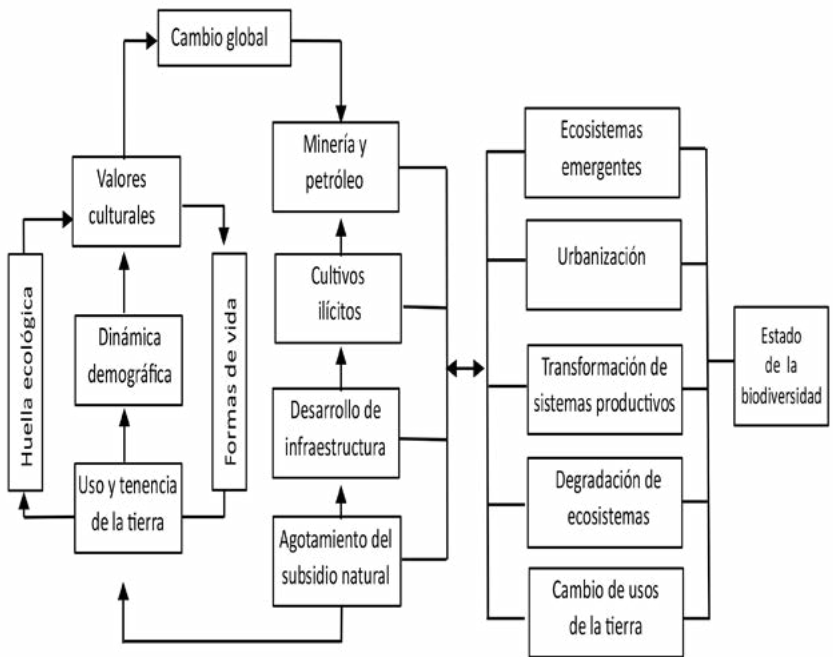 Cambio global
Valores
culturales
Huella ecológica
Dinámica
demográfica
Formas de vida
Uso y tenencia
de la tierra
Minería y
petróleo
Cultivos
ilícitos
Desarrollo de
infraestructura
Agotamiento del
subsidio natural
Ecosistemas
emergentes
Urbanización
Transformación de
sistemas productivos
Degradación de
ecosistemas
Cambio de usos
de la tierra
Estado
de la
biodiversidad